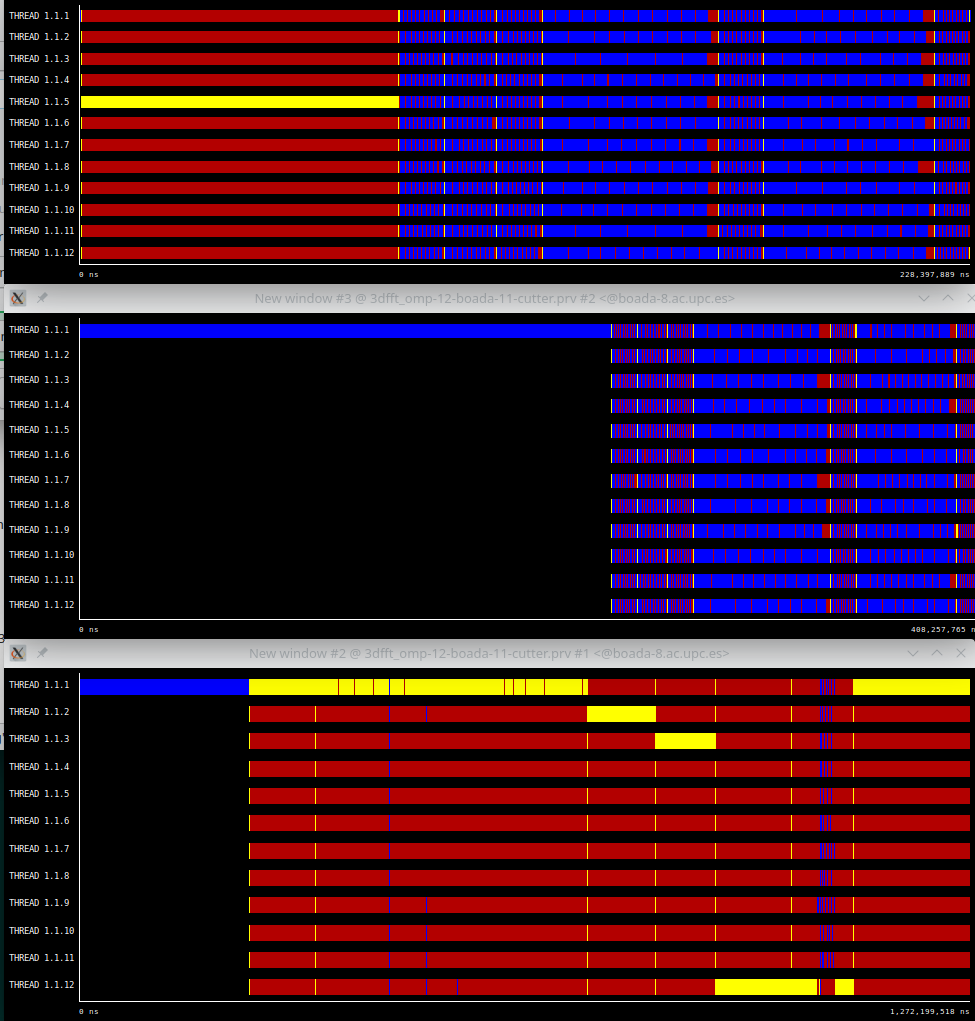 THREAD 1.1.1
THREAD 1.1.2
THREAD 1.1.3
THREAD 1.1.4
THREAD 1.1.5
THREAD 1.1.6
THREAD 1.1.7
THREAD 1.1.8
THREAD 1.1.9
THREAD 1.1.10
THREAD 1.1.11
THREAD 1.1.12
0 ns 228,397,889 ns
New window #3 @ 3dfft_omp-12-boada-11-cutter.prv #2 <@boada-8.ac.upc.es>
THREAD 1.1.1
THREAD 1.1.2
THREAD 1.1.3
THREAD 1.1.4
THREAD 1.1.5
THREAD 1.1.6
THREAD 1.1.7
THREAD 1.1.8
THREAD 1.1.9
THREAD 1.1.10
THREAD 1.1.11
THREAD 1.1.12
0 ns 408,257,765 n
New window #2 @ 3dfft_omp-12-boada-11-cutter.prv #1 <@boada-8.ac.upc.es>
THREAD 1.1.1
THREAD 1.1.2
THREAD 1.1.3
THREAD 1.1.4
THREAD 1.1.5
THREAD 1.1.6
THREAD 1.1.7
THREAD 1.1.8
THREAD 1.1.9
THREAD 1.1.10
THREAD 1.1.11
THREAD 1.1.12
0 ns 1,272,199,518 ns